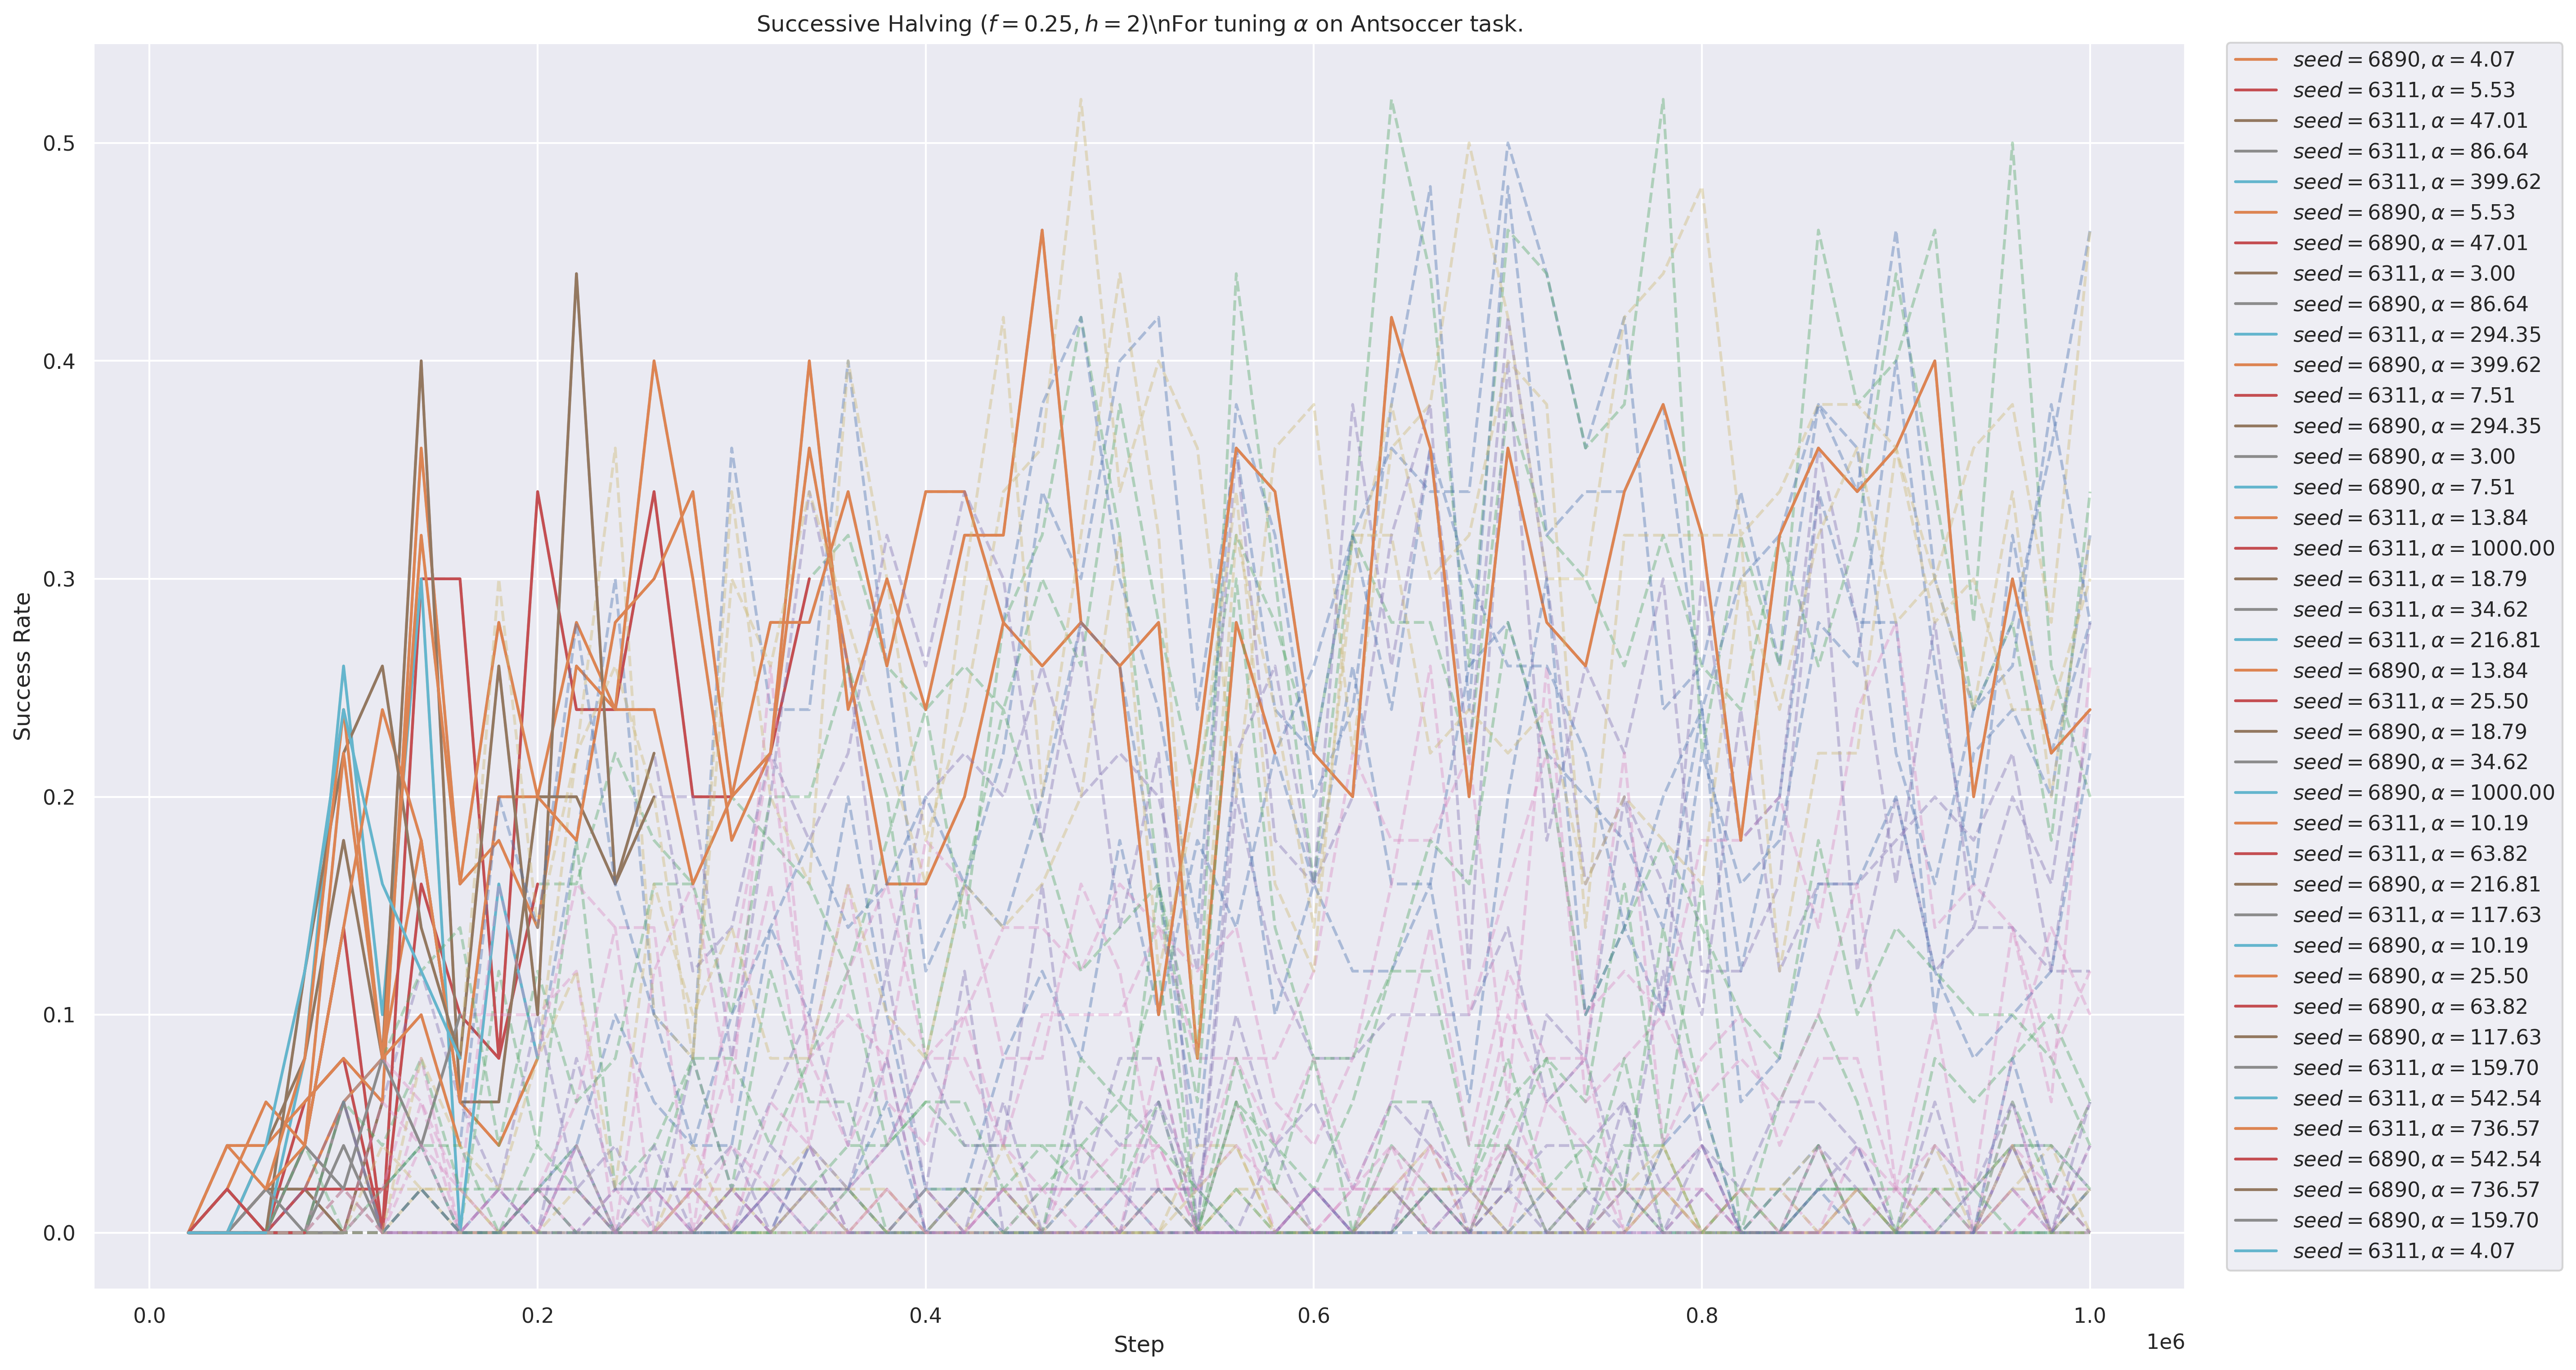 Successive Halving (f = 0.25, h = 2)\nFor tuning α on Antsoccer task.
Success Rate
0.5
0.4
0.3
0.2
0.1
0.0
0.0 0.2 0.4 0.6 0.8 1.0
1e6
Step
seed = 6890, α = 4.07
seed = 6311, α = 5.53
seed = 6311, α = 47.01
seed = 6311, α = 86.64
seed = 6311, α = 399.62
seed = 6890, α = 5.53
seed = 6890, α = 47.01
seed = 6311, α = 3.00
seed = 6890, α = 86.64
seed = 6311, α = 294.35
seed = 6890, α = 399.62
seed = 6311, α = 7.51
seed = 6890, α = 294.35
seed = 6890, α = 3.00
seed = 6890, α = 7.51
seed = 6311, α = 13.84
seed = 6311, α = 1000.00
seed = 6311, α = 18.79
seed = 6311, α = 34.62
seed = 6311, α = 216.81
seed = 6890, α = 13.84
seed = 6311, α = 25.50
seed = 6890, α = 18.79
seed = 6890, α = 34.62
seed = 6890, α = 1000.00
seed = 6311, α = 10.19
seed = 6311, α = 63.82
seed = 6890, α = 216.81
seed = 6311, α = 117.63
seed = 6890, α = 10.19
seed = 6890, α = 25.50
seed = 6890, α = 63.82
seed = 6890, α = 117.63
seed = 6311, α = 159.70
seed = 6311, α = 542.54
seed = 6311, α = 736.57
seed = 6890, α = 542.54
seed = 6890, α = 736.57
seed = 6890, α = 159.70
seed = 6311, α = 4.07